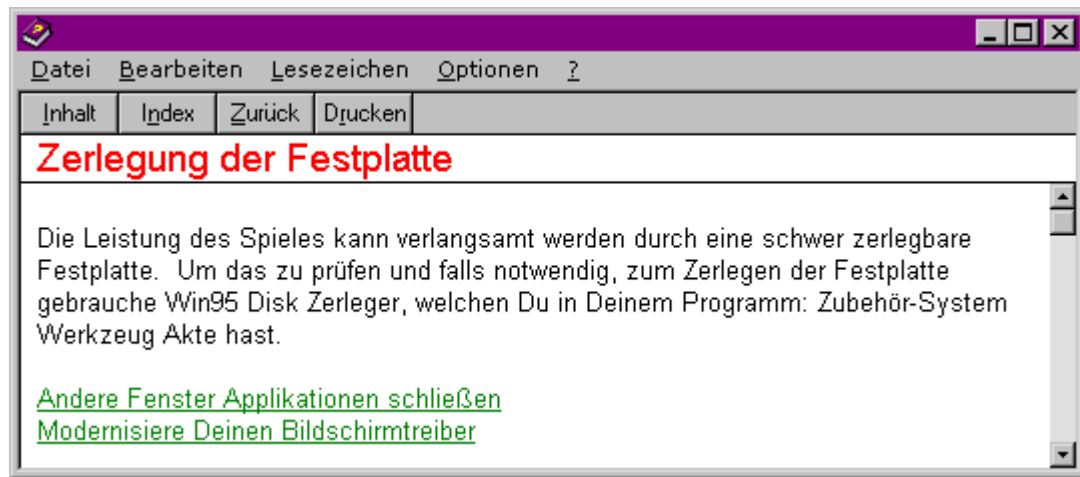 Datei Bearbeiten Lesezeichen Optionen ?
Inhalt Index Zurück Drucken
Zerlegung der Festplatte
Die Leistung des Spieles kann verlangsamt werden durch eine schwer zerlegbare
Festplatte. Um das zu prüfen und falls notwendig, zum Zerlegen der Festplatte
gebrauche Win95 Disk Zerleger, welchen Du in Deinem Programm: Zubehör-System
Werkzeug Akte hast.
Andere Fenster Applikationen schließen
Modernisiere Deinen Bildschirmtreiber